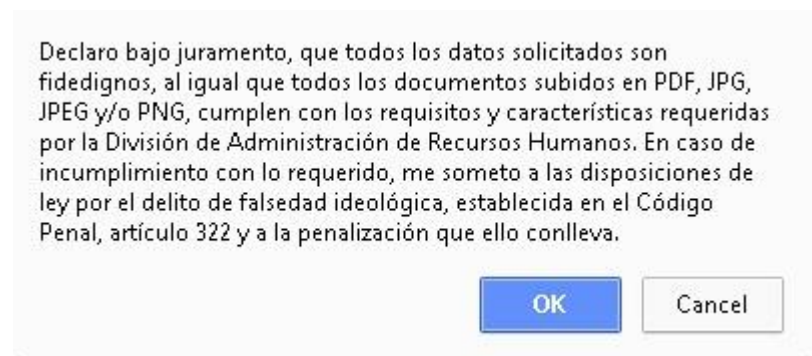 Declaro bajo juramento, que todos los datos solicitados son
fidedignos, al igual que todos los documentos subidos en PDF, JPG,
JPEG y/o PNG, cumplen con los requisitos y características requeridas
por la División de Administración de Recursos Humanos. En caso de
incumplimiento con lo requerido, me someto a las disposiciones de
ley por el delito de falsedad ideológica, establecida en el Código
Penal, artículo 322 y a la penalización que ello conlleva.
OK Cancel